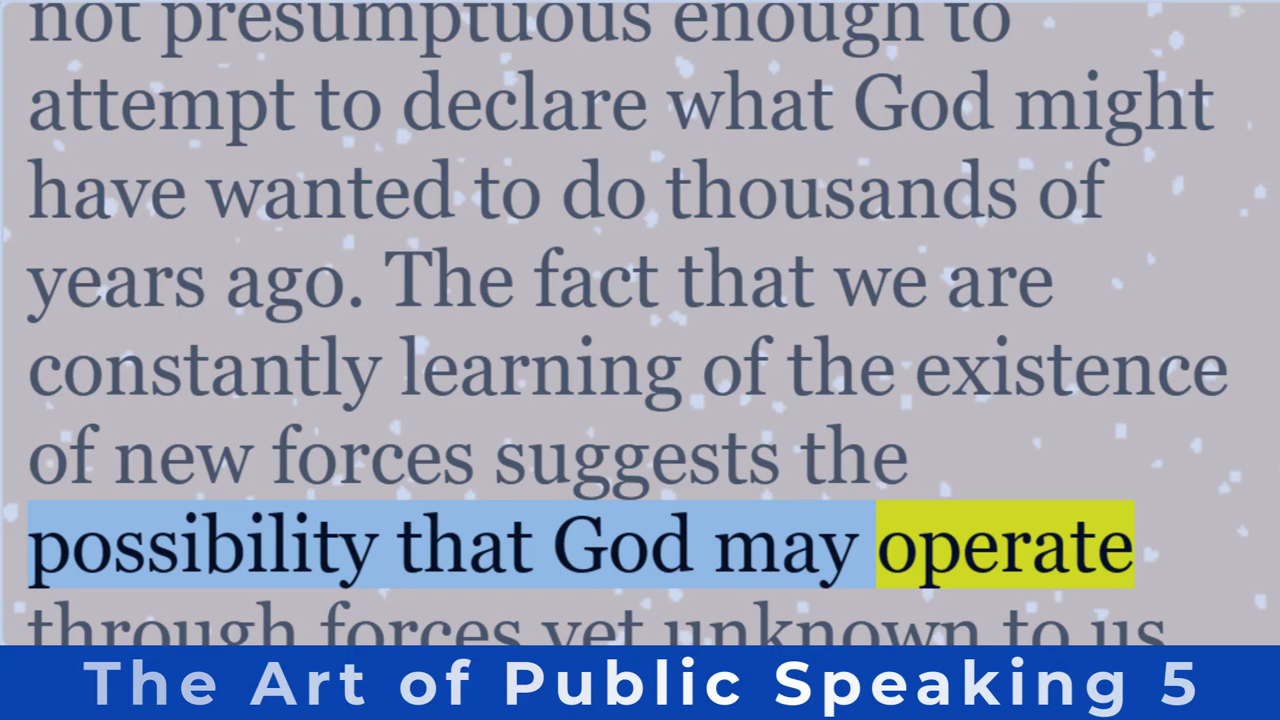 not presumptuous enough to
attempt to declare what God might
have wanted to do thousands of
years ago. The fact that we are
constantly learning of the existence
of new forces suggests the
possibility that God may operate
through forces yet unknown to us
The Art of Public Speaking 5